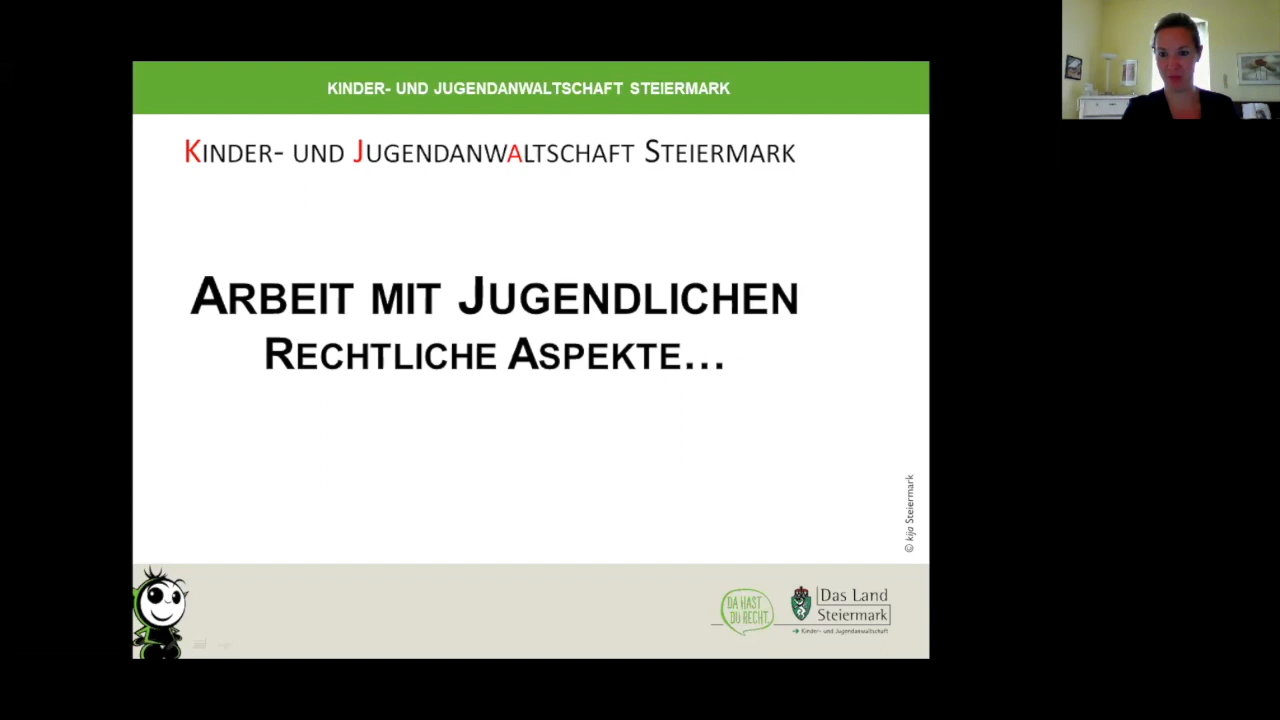 KINDER- UND JUGENDANWALTSCHAFT STEIERMARK
KINDER- UND JUGENDANWALTSCHAFT STEIERMARK
ARBEIT MIT JUGENDLICHEN
RECHTLICHE ASPEKTE...
© kija Steiermark
DA HAST
DU RECHT
Das Land
Steiermark
→ Kinder- und Jugendanwaltschaft